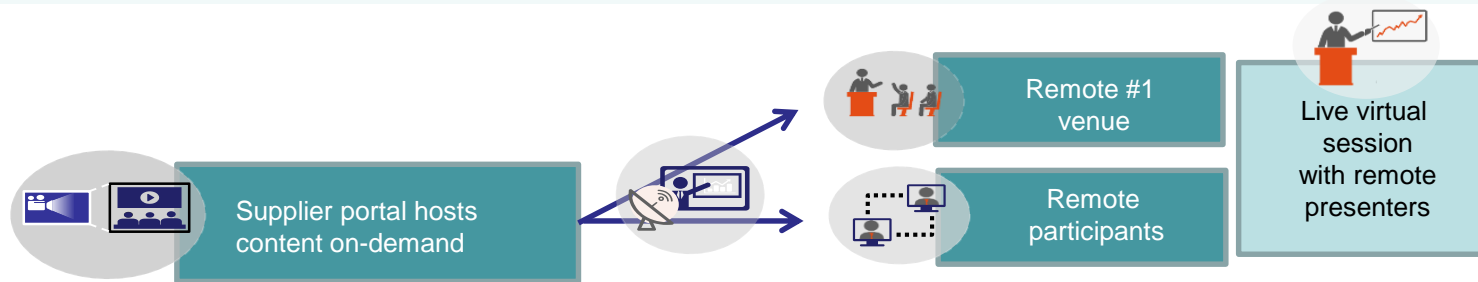 Supplier portal hosts
content on-demand
Remote #1
venue
Remote
participants
Live virtual
session
with remote
presenters